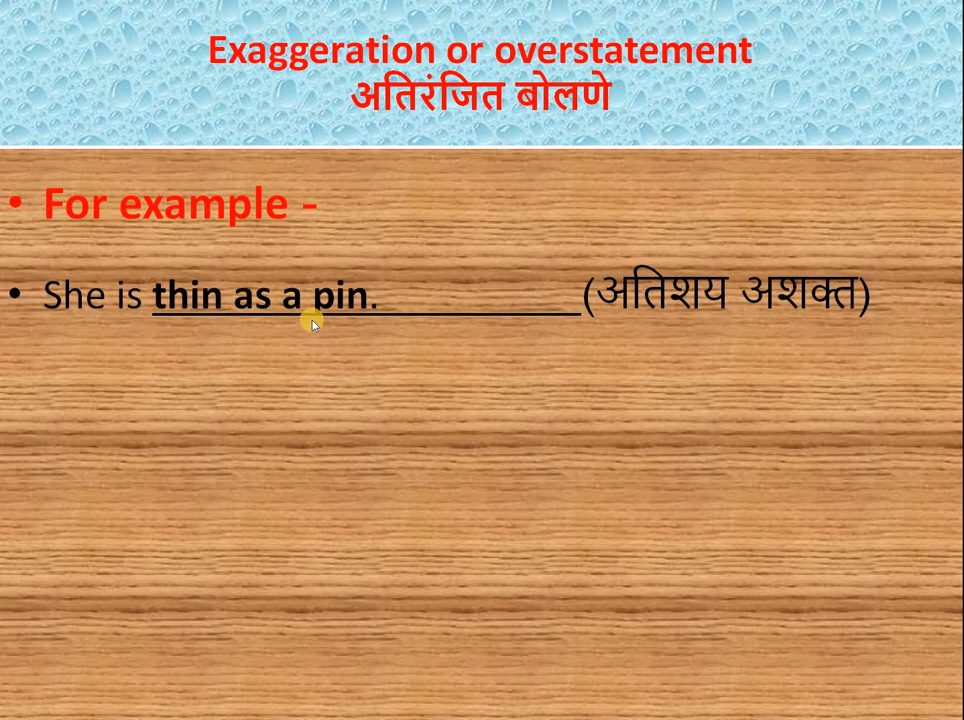 Exaggeration or overstatement
अतिरंजित बोलणे
• For example -
• She is thin as a pin. (अतिशय अशक्त)